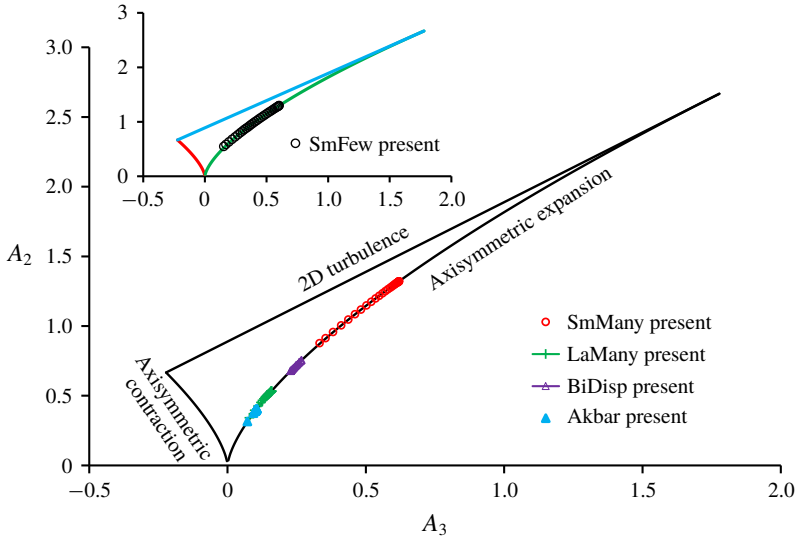 3
2
1
0
−0.5
0
0.5
1.0
1.5
2.0
SmFew present
3.0
2.5
2.0
1.5
1.0
0.5
0
A2
2D turbulence
Axisymmetric expansion
Axisymmetric
contraction
SmMany present
LaMany present
BiDisp present
Akbar present
−0.5
0
0.5
1.0
1.5
2.0
A3